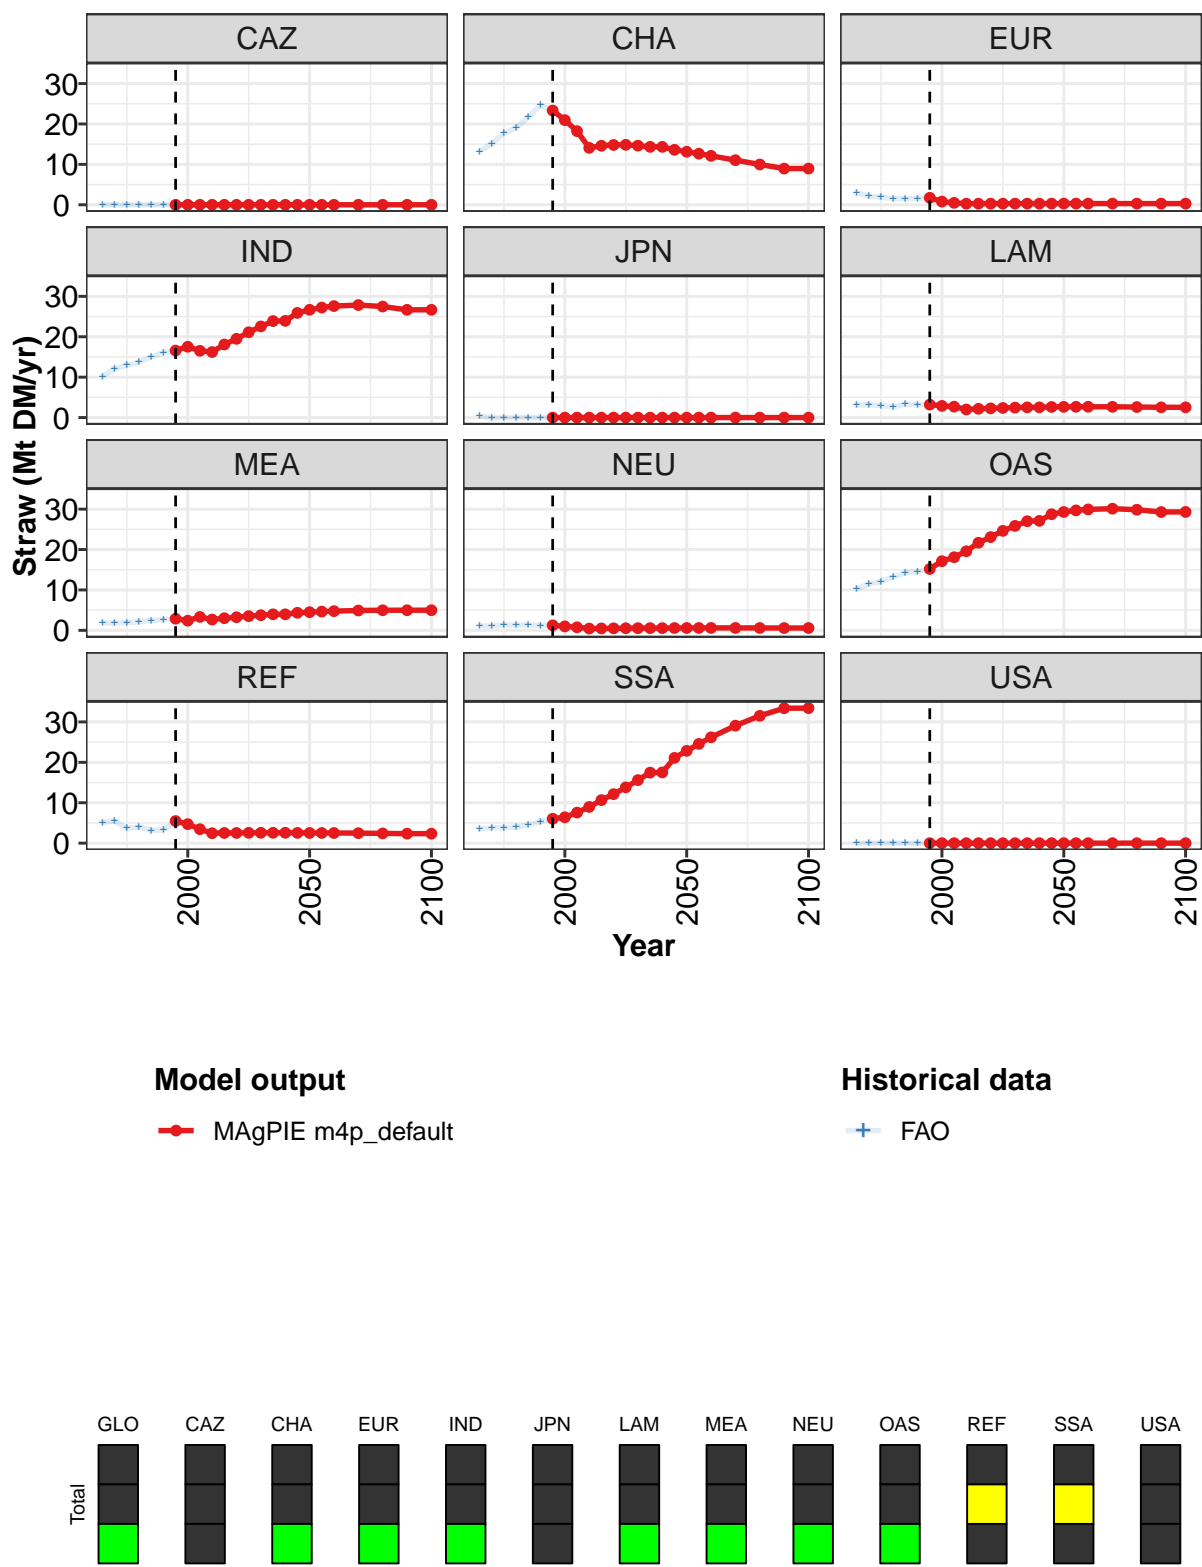 CAZ CHA EUR
30
20
10
0
IND JPN LAM
30
20
10
0
MEA NEU OAS
30
20
10
0
REF SSA USA
30
20
10
0
Straw (Mt DM/yr)
2000 2050 2100 2000 2050 2100 2000 2050 2100
Year
Model output Historical data
MAgPIE m4p_default FAO
GLO CAZ CHA EUR IND JPN LAM MEA NEU OAS REF SSA USA
Total